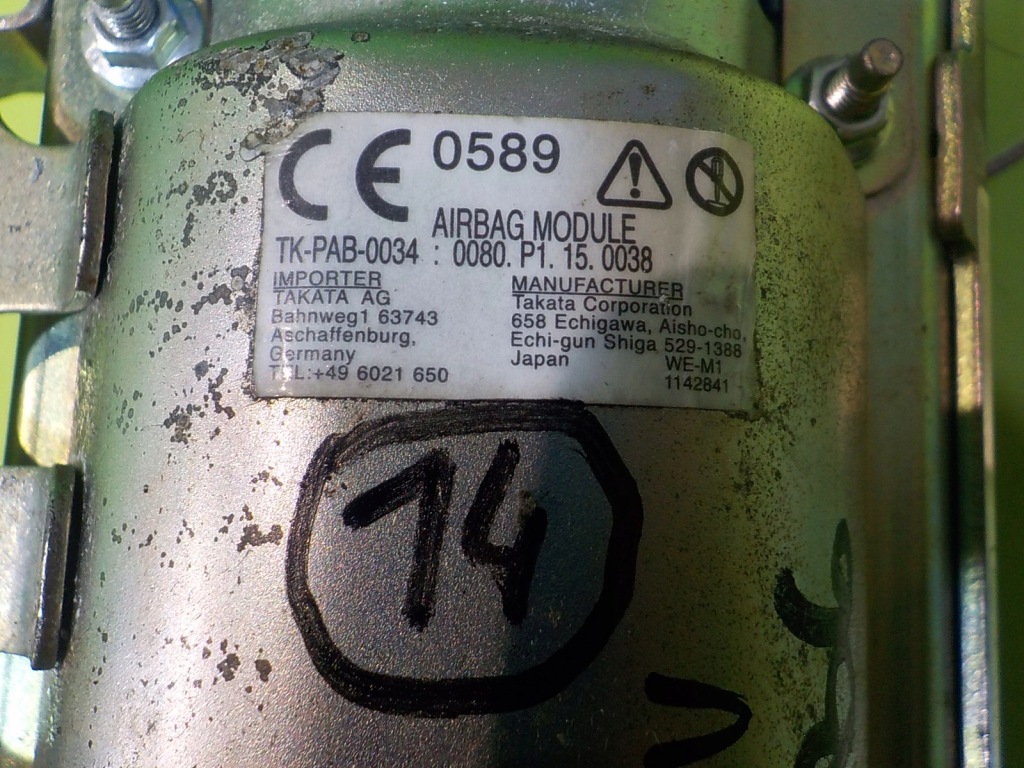 CE 0589
AIRBAG MODULE
TK-PAB-0034 : 0080. P1. 15. 0038
IMPORTER
TAKATA AG
Bahnweg1 63743
Aschaffenburg,
Germany
TEL:+49 6021 650
MANUFACTURER
Takata Corporation
658 Echigawa, Aisho-cho,
Echi-gun Shiga 529-1388
Japan
WE-M1
1142841
14